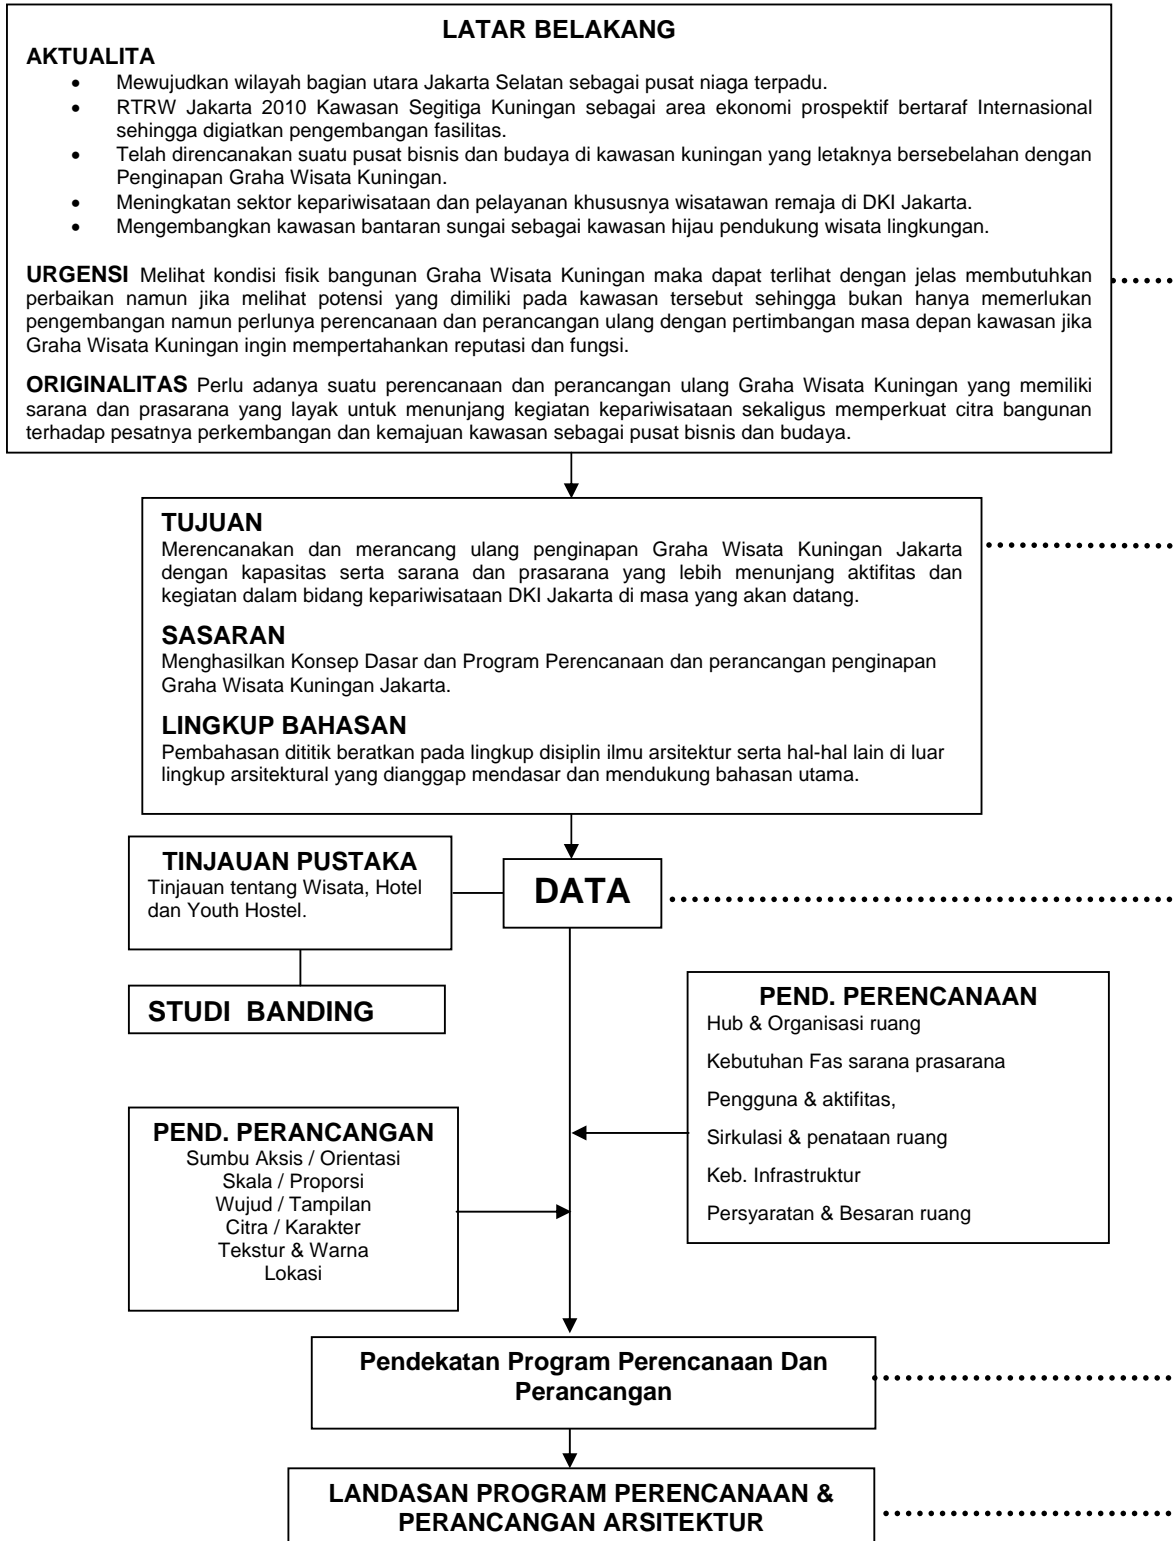 LATAR BELAKANG
AKTUALITA
• Mewujudkan wilayah bagian utara Jakarta Selatan sebagai pusat niaga terpadu.
• RTRW Jakarta 2010 Kawasan Segitiga Kuningan sebagai area ekonomi prospektif bertaraf Internasional
sehingga digiatkan pengembangan fasilitas.
• Telah direncanakan suatu pusat bisnis dan budaya di kawasan kuningan yang letaknya bersebelahan dengan
Penginapan Graha Wisata Kuningan.
• Meningkatan sektor kepariwisataan dan pelayanan khususnya wisatawan remaja di DKI Jakarta.
• Mengembangkan kawasan bantaran sungai sebagai kawasan hijau pendukung wisata lingkungan.
URGENSI Melihat kondisi fisik bangunan Graha Wisata Kuningan maka dapat terlihat dengan jelas membutuhkan
perbaikan namun jika melihat potensi yang dimiliki pada kawasan tersebut sehingga bukan hanya memerlukan
pengembangan namun perlunya perencanaan dan perancangan ulang dengan pertimbangan masa depan kawasan jika
Graha Wisata Kuningan ingin mempertahankan reputasi dan fungsi.
ORIGINALITAS Perlu adanya suatu perencanaan dan perancangan ulang Graha Wisata Kuningan yang memiliki
sarana dan prasarana yang layak untuk menunjang kegiatan kepariwisataan sekaligus memperkuat citra bangunan
terhadap pesatnya perkembangan dan kemajuan kawasan sebagai pusat bisnis dan budaya.
TUJUAN
Merencanakan dan merancang ulang penginapan Graha Wisata Kuningan Jakarta
dengan kapasitas serta sarana dan prasarana yang lebih menunjang aktifitas dan
kegiatan dalam bidang kepariwisataan DKI Jakarta di masa yang akan datang.
SASARAN
Menghasilkan Konsep Dasar dan Program Perencanaan dan perancangan penginapan
Graha Wisata Kuningan Jakarta.
LINGKUP BAHASAN
Pembahasan dititik beratkan pada lingkup disiplin ilmu arsitektur serta hal-hal lain di luar
lingkup arsitektural yang dianggap mendasar dan mendukung bahasan utama.
TINJAUAN PUSTAKA
Tinjauan tentang Wisata, Hotel
dan Youth Hostel.
DATA
STUDI BANDING
PEND. PERENCANAAN
Hub & Organisasi ruang
Kebutuhan Fas sarana prasarana
Pengguna & aktifitas,
Sirkulasi & penataan ruang
Keb. Infrastruktur
Persyaratan & Besaran ruang
PEND. PERANCANGAN
Sumbu Aksis / Orientasi
Skala / Proporsi
Wujud / Tampilan
Citra / Karakter
Tekstur & Warna
Lokasi
Pendekatan Program Perencanaan Dan
Perancangan
LANDASAN PROGRAM PERENCANAAN &
PERANCANGAN ARSITEKTUR